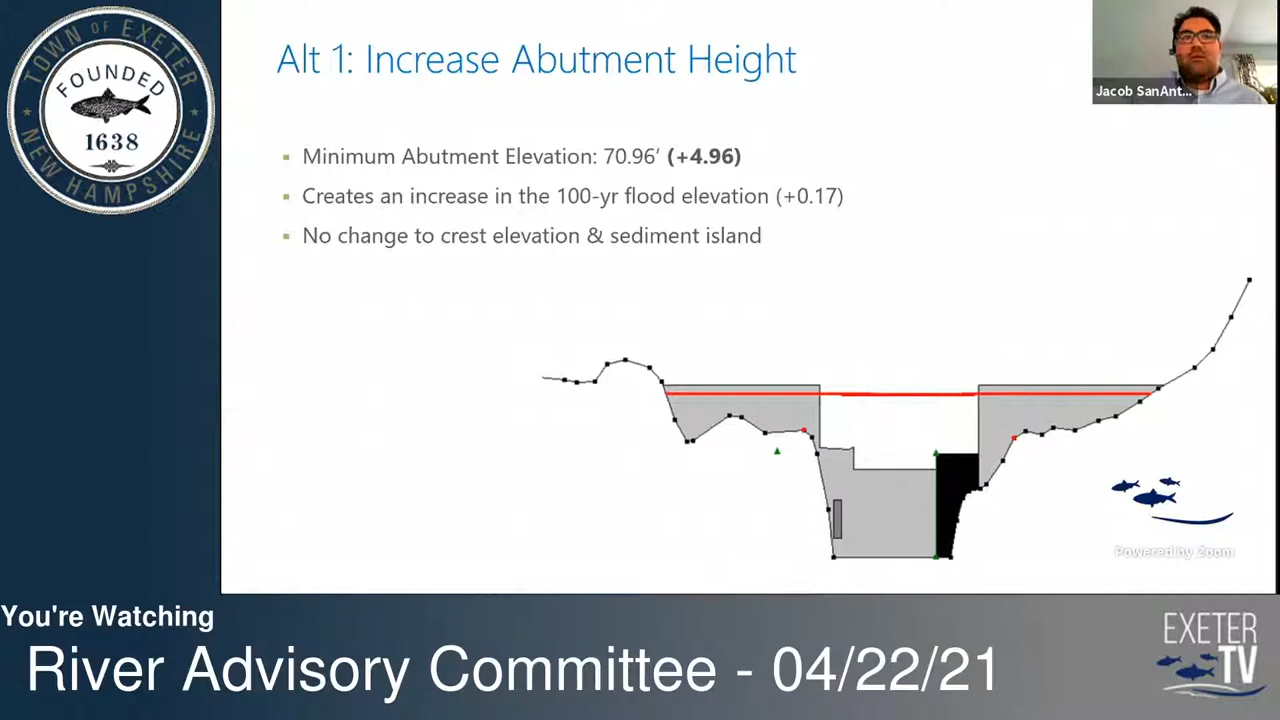 TOWN OF EXETER
FOUNDED
1638
NEW HAMPSHIRE
Alt 1: Increase Abutment Height
Jacob SanAnt...
▪ Minimum Abutment Elevation: 70.96’ (+4.96)
▪ Creates an increase in the 100-yr flood elevation (+0.17)
▪ No change to crest elevation & sediment island
Powered by Zoom
You're Watching
River Advisory Committee - 04/22/21
EXETER
TV